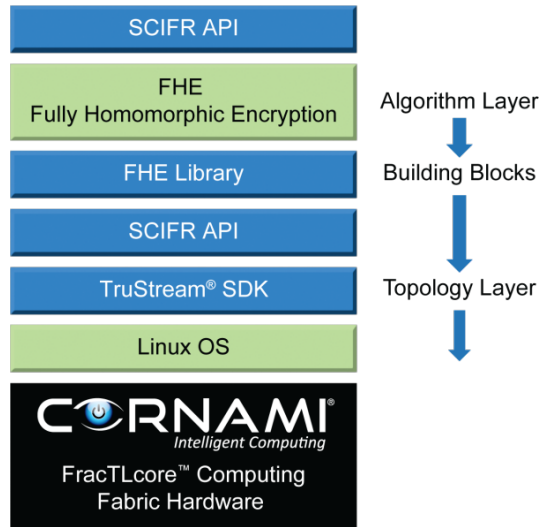 SCIFR API
FHE
Fully Homomorphic Encryption
Algorithm Layer
FHE Library
Building Blocks
SCIFR API
TruStream® SDK
Topology Layer
Linux OS
CORNAMI®
Intelligent Computing
FracTLcore™ Computing
Fabric Hardware